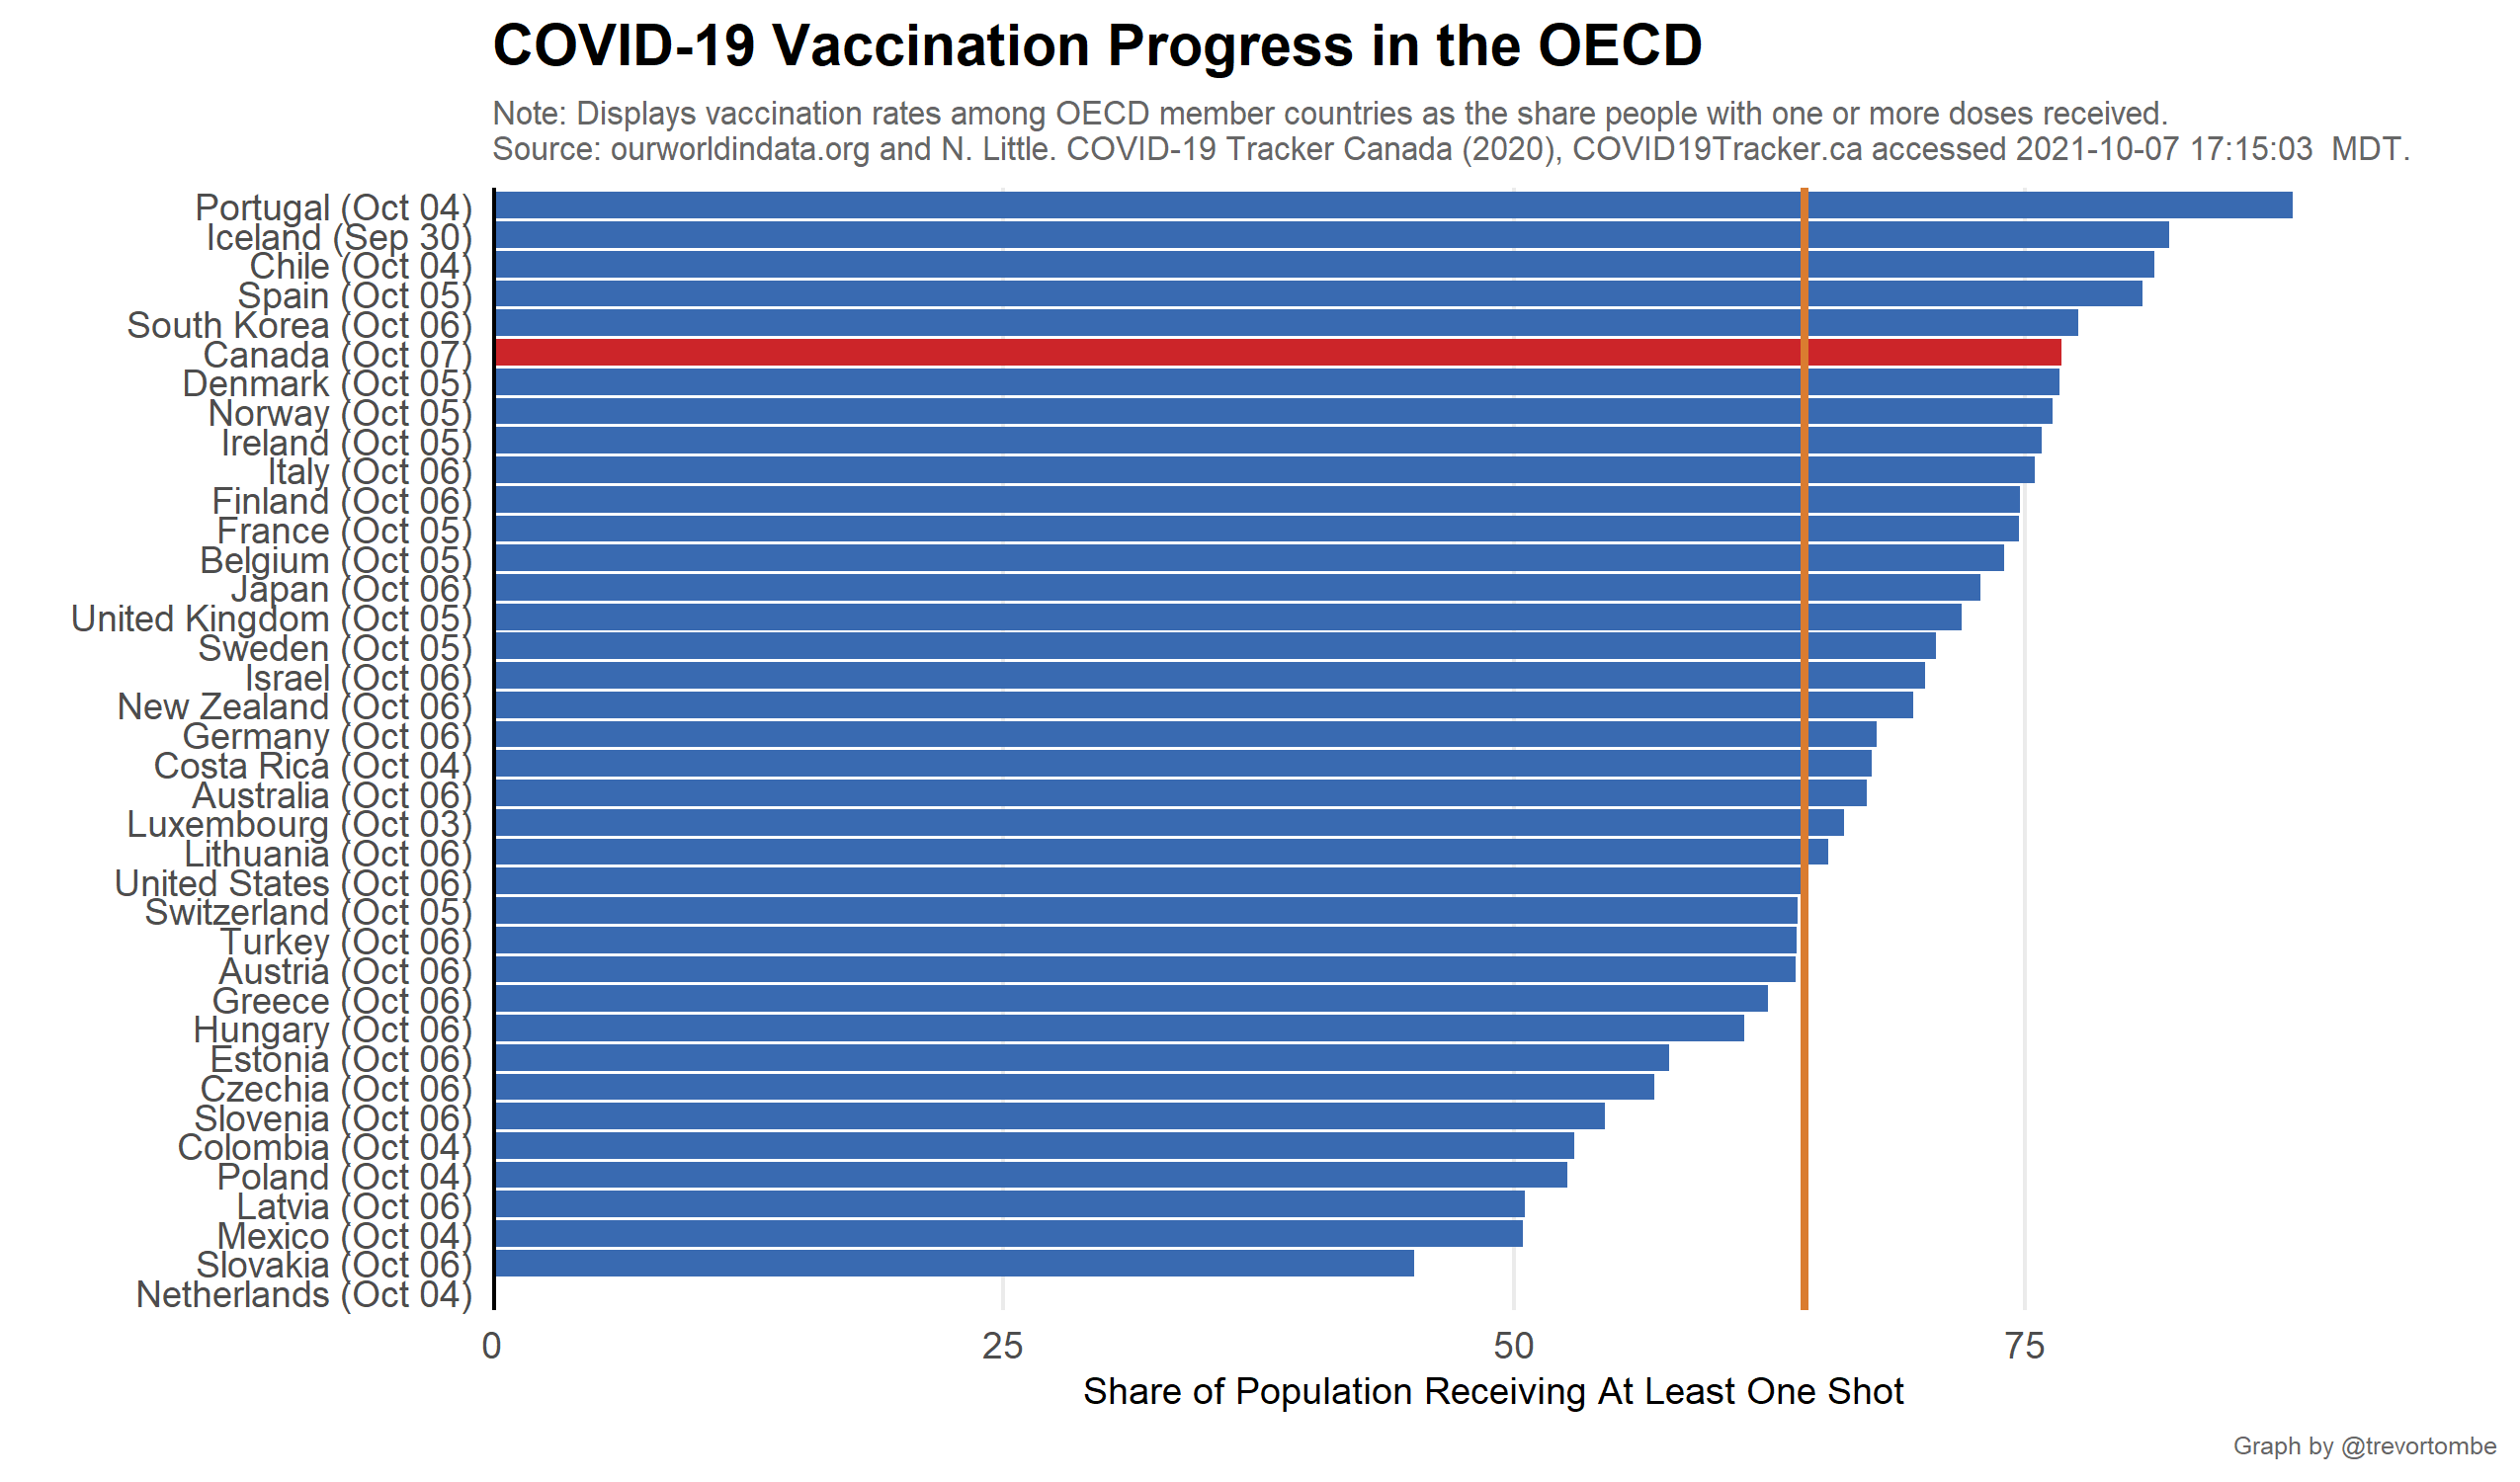 COVID-19 Vaccination Progress in the OECD
Note: Displays vaccination rates among OECD member countries as the share people with one or more doses received.
Source: ourworldindata.org and N. Little. COVID-19 Tracker Canada (2020), COVID19Tracker.ca accessed 2021-10-07 17:15:03  MDT.
Portugal (Oct 04)
Iceland (Sep 30)
Chile (Oct 04)
Spain (Oct 05)
South Korea (Oct 06)
Canada (Oct 07)
Denmark (Oct 05)
Norway (Oct 05)
Ireland (Oct 05)
Italy (Oct 06)
Finland (Oct 06)
France (Oct 05)
Belgium (Oct 05)
Japan (Oct 06)
United Kingdom (Oct 05)
Sweden (Oct 05)
Israel (Oct 06)
New Zealand (Oct 06)
Germany (Oct 06)
Costa Rica (Oct 04)
Australia (Oct 06)
Luxembourg (Oct 03)
Lithuania (Oct 06)
United States (Oct 06)
Switzerland (Oct 05)
Turkey (Oct 06)
Austria (Oct 06)
Greece (Oct 06)
Hungary (Oct 06)
Estonia (Oct 06)
Czechia (Oct 06)
Slovenia (Oct 06)
Colombia (Oct 04)
Poland (Oct 04)
Latvia (Oct 06)
Mexico (Oct 04)
Slovakia (Oct 06)
Netherlands (Oct 04)
0 25 50 75
Share of Population Receiving At Least One Shot
Graph by @trevortombe